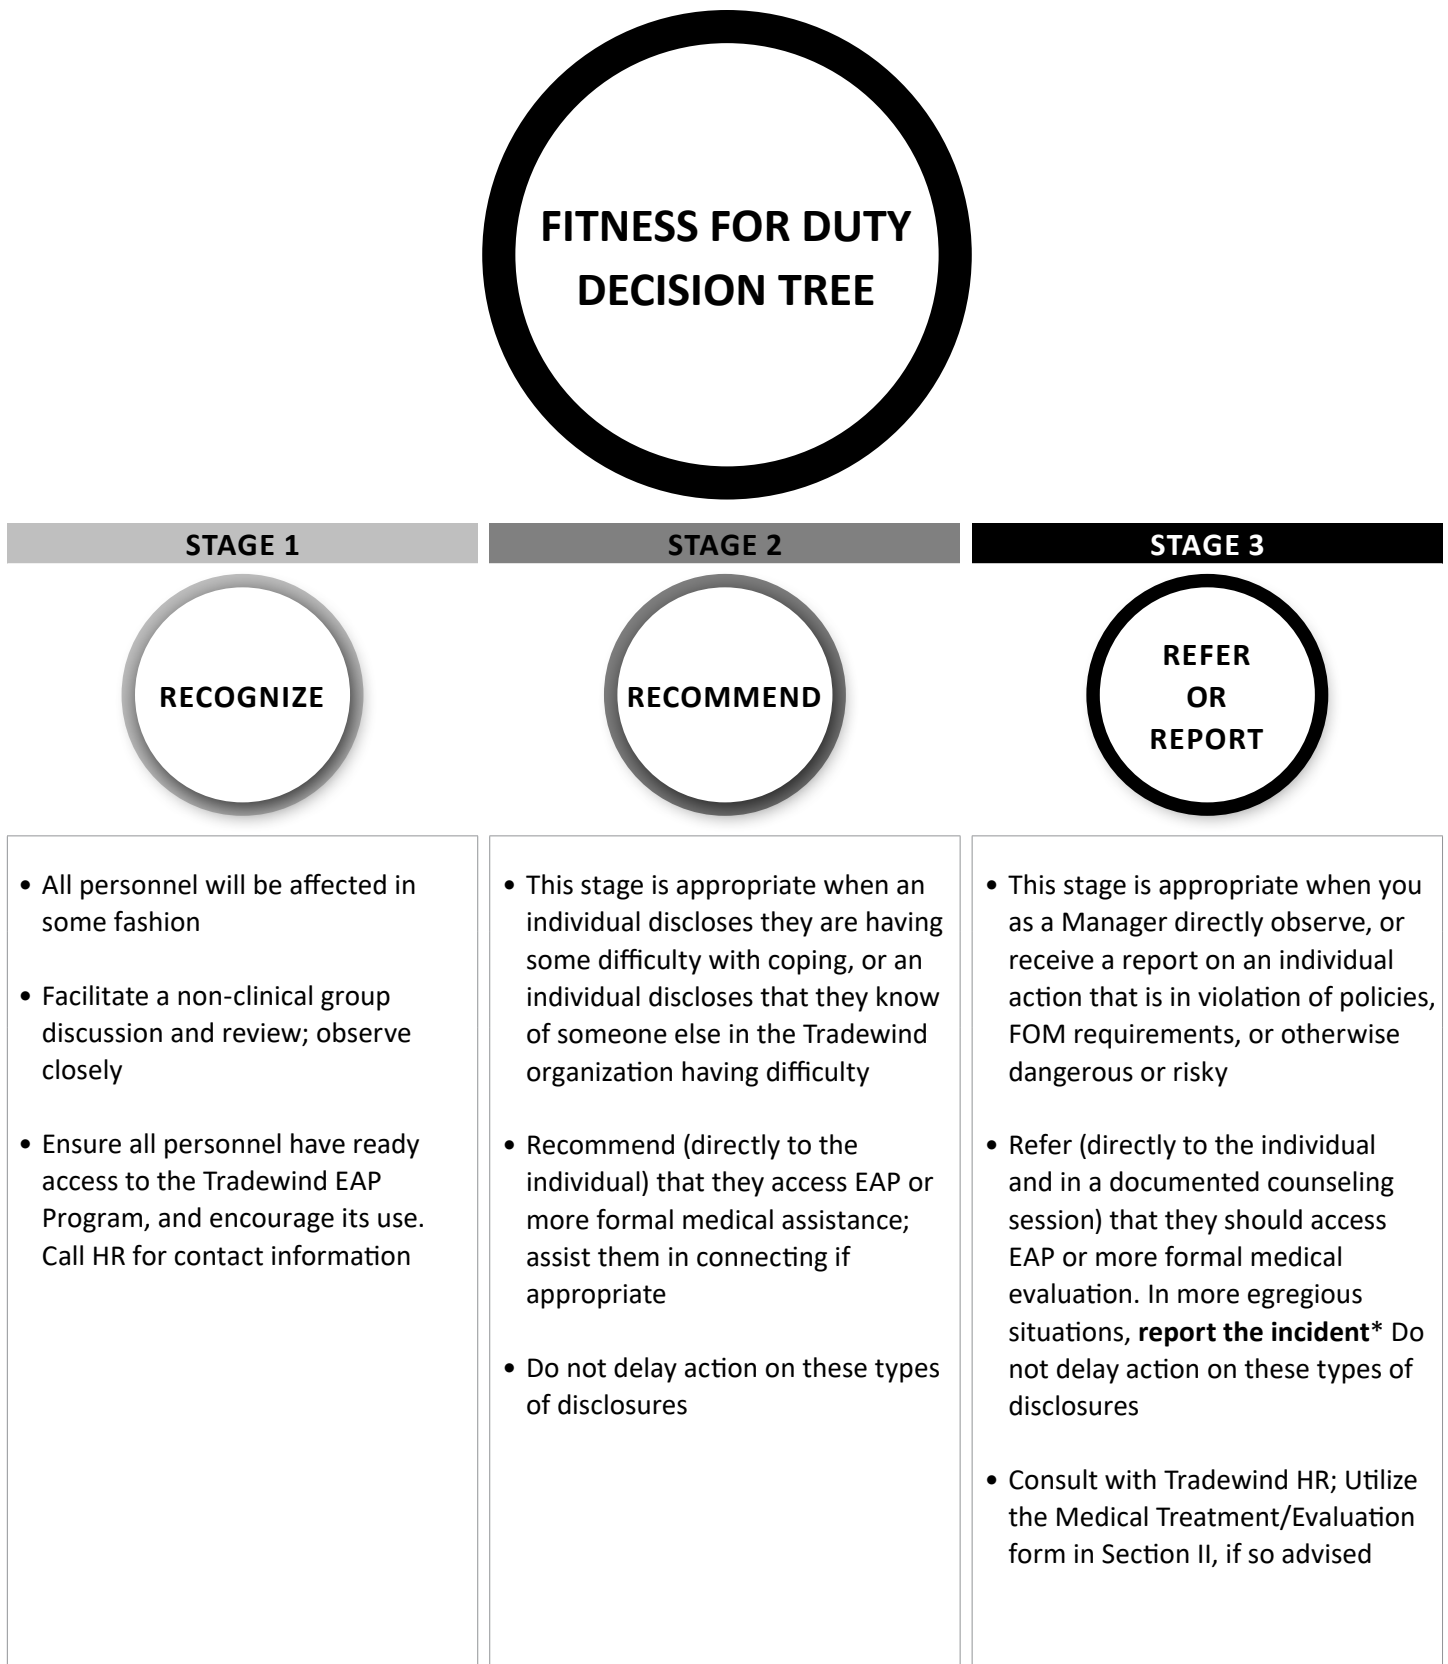 FITNESS FOR DUTY
DECISION TREE
STAGE 1
RECOGNIZE
• All personnel will be affected in
some fashion
• Facilitate a non-clinical group
discussion and review; observe
closely
• Ensure all personnel have ready
access to the Tradewind EAP
Program, and encourage its use.
Call HR for contact information
STAGE 2
RECOMMEND
• This stage is appropriate when an
individual discloses they are having
some difficulty with coping, or an
individual discloses that they know
of someone else in the Tradewind
organization having difficulty
• Recommend (directly to the
individual) that they access EAP or
more formal medical assistance;
assist them in connecting if
appropriate
• Do not delay action on these types
of disclosures
STAGE 3
REFER
OR
REPORT
• This stage is appropriate when you
as a Manager directly observe, or
receive a report on an individual
action that is in violation of policies,
FOM requirements, or otherwise
dangerous or risky
• Refer (directly to the individual
and in a documented counseling
session) that they should access
EAP or more formal medical
evaluation. In more egregious
situations, report the incident* Do
not delay action on these types of
disclosures
• Consult with Tradewind HR; Utilize
the Medical Treatment/Evaluation
form in Section II, if so advised